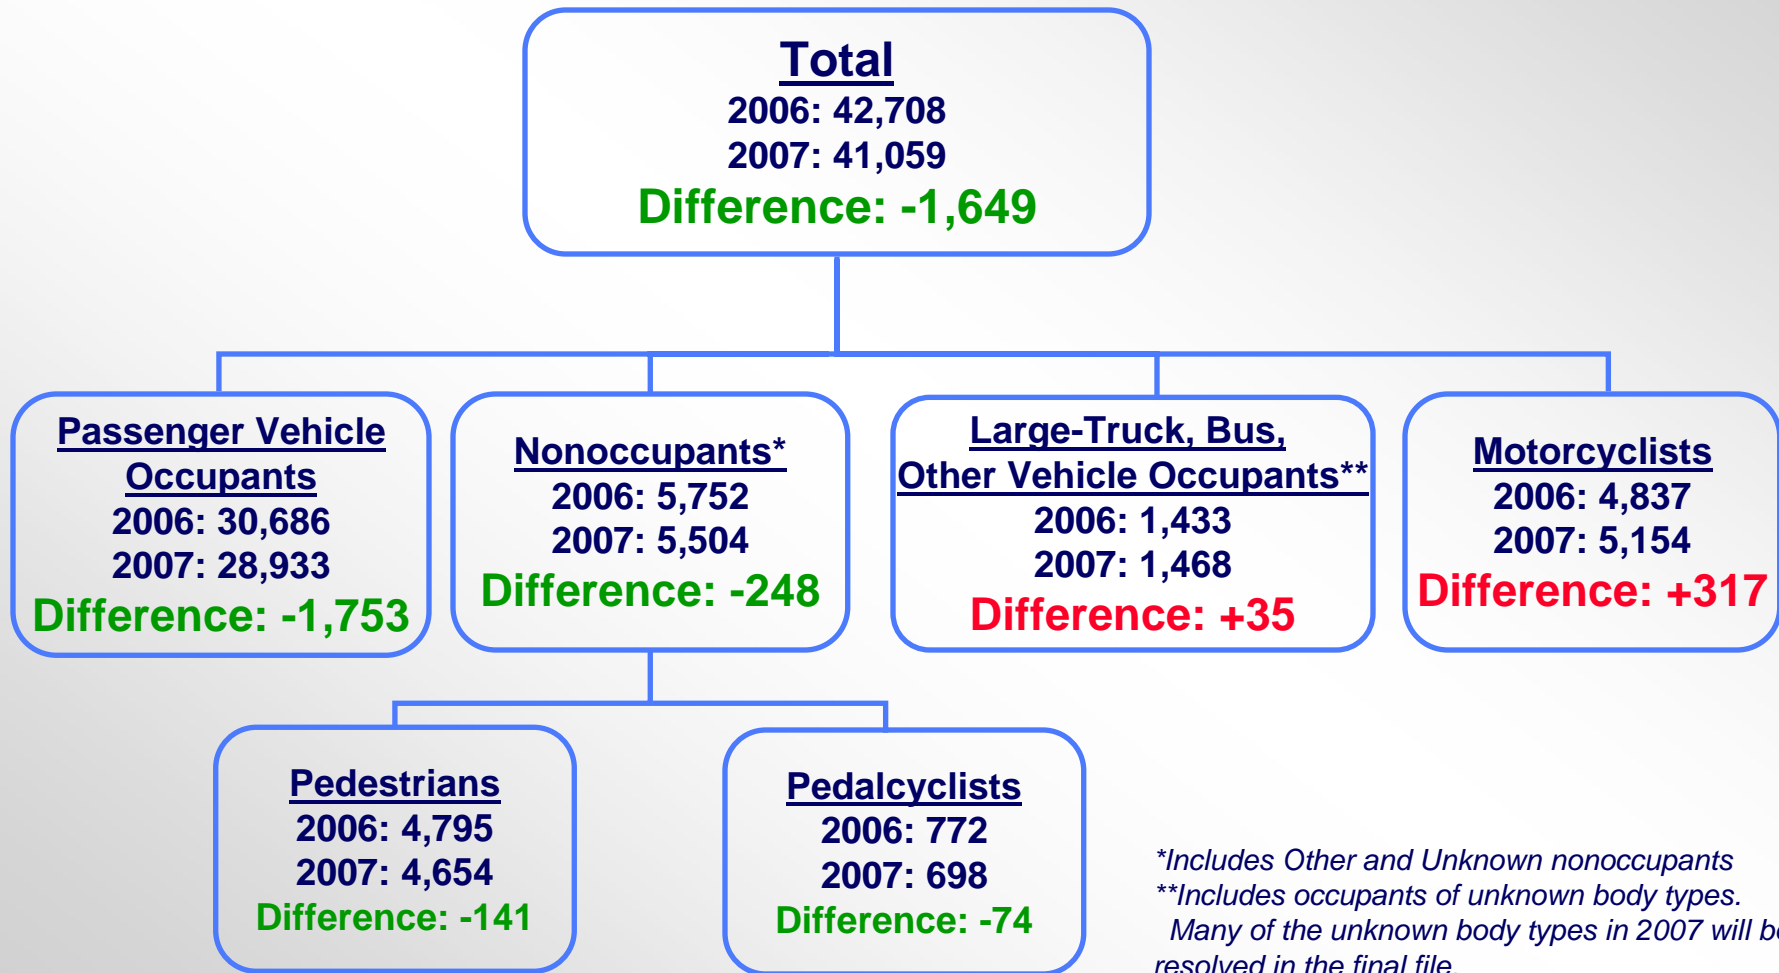 Total
2006: 42,708
2007: 41,059
Difference: -1,649
Passenger Vehicle
Occupants
2006: 30,686
2007: 28,933
Difference: -1,753
Nonoccupants*
2006: 5,752
2007: 5,504
Difference: -248
Large-Truck, Bus,
Other Vehicle Occupants**
2006: 1,433
2007: 1,468
Difference: +35
Motorcyclists
2006: 4,837
2007: 5,154
Difference: +317
Pedestrians
2006: 4,795
2007: 4,654
Difference: -141
Pedalcyclists
2006: 772
2007: 698
Difference: -74
*Includes Other and Unknown nonoccupants
**Includes occupants of unknown body types.
Many of the unknown body types in 2007 will be
resolved in the final file.